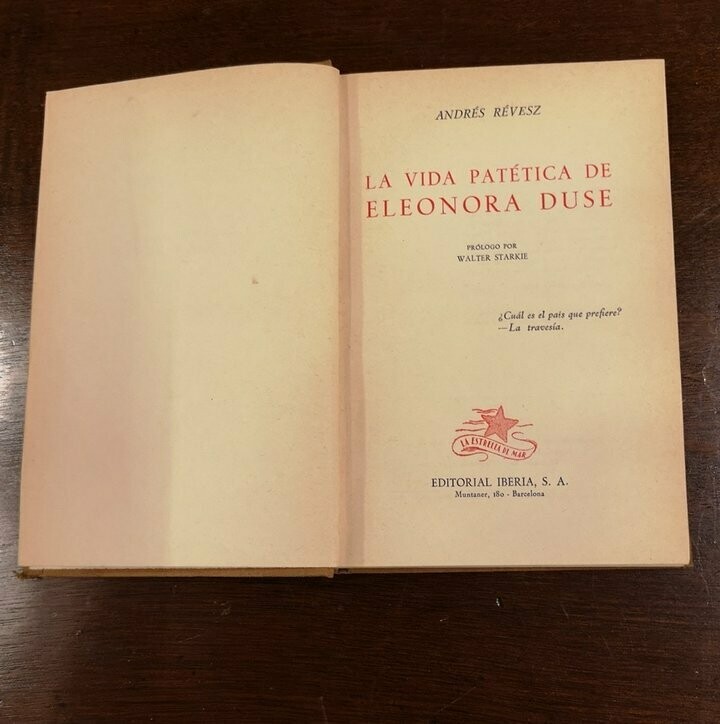 ANDRÉS RÉVESZ
LA VIDA PATÉTICA DE
ELEONORA DUSE
PRÓLOGO POR
WALTER STARKIE
¿Cuál es el país que prefiere?
—La travesía.
LA ESTRELLA DE MAR
EDITORIAL IBERIA, S. A.
Muntaner, 180 - Barcelona